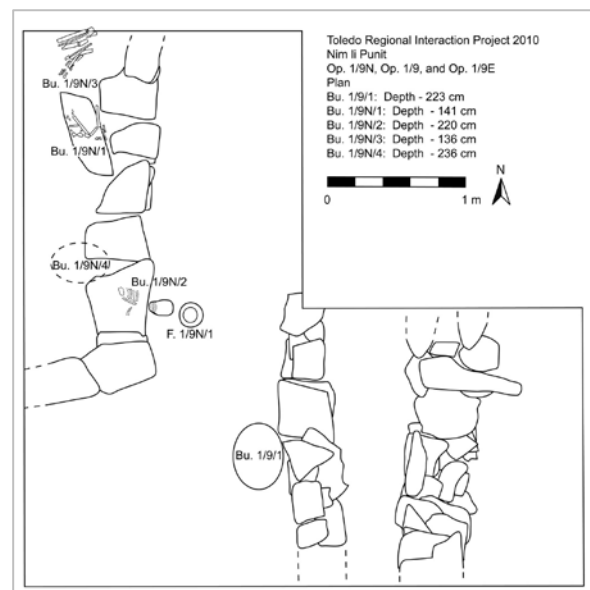 Toledo Regional Interaction Project 2010
Nim li Punit
Op. 1/9N, Op. 1/9, and Op. 1/9E
Plan
Bu. 1/9/1: Depth - 223 cm
Bu. 1/9N/1: Depth - 141 cm
Bu. 1/9N/2: Depth - 220 cm
Bu. 1/9N/3: Depth - 136 cm
Bu. 1/9N/4: Depth - 236 cm
N
0 1 m
Bu. 1/9N/3
Bu. 1/9N/1
Bu. 1/9N/4
Bu. 1/9N/2
F. 1/9N/1
Bu. 1/9/1